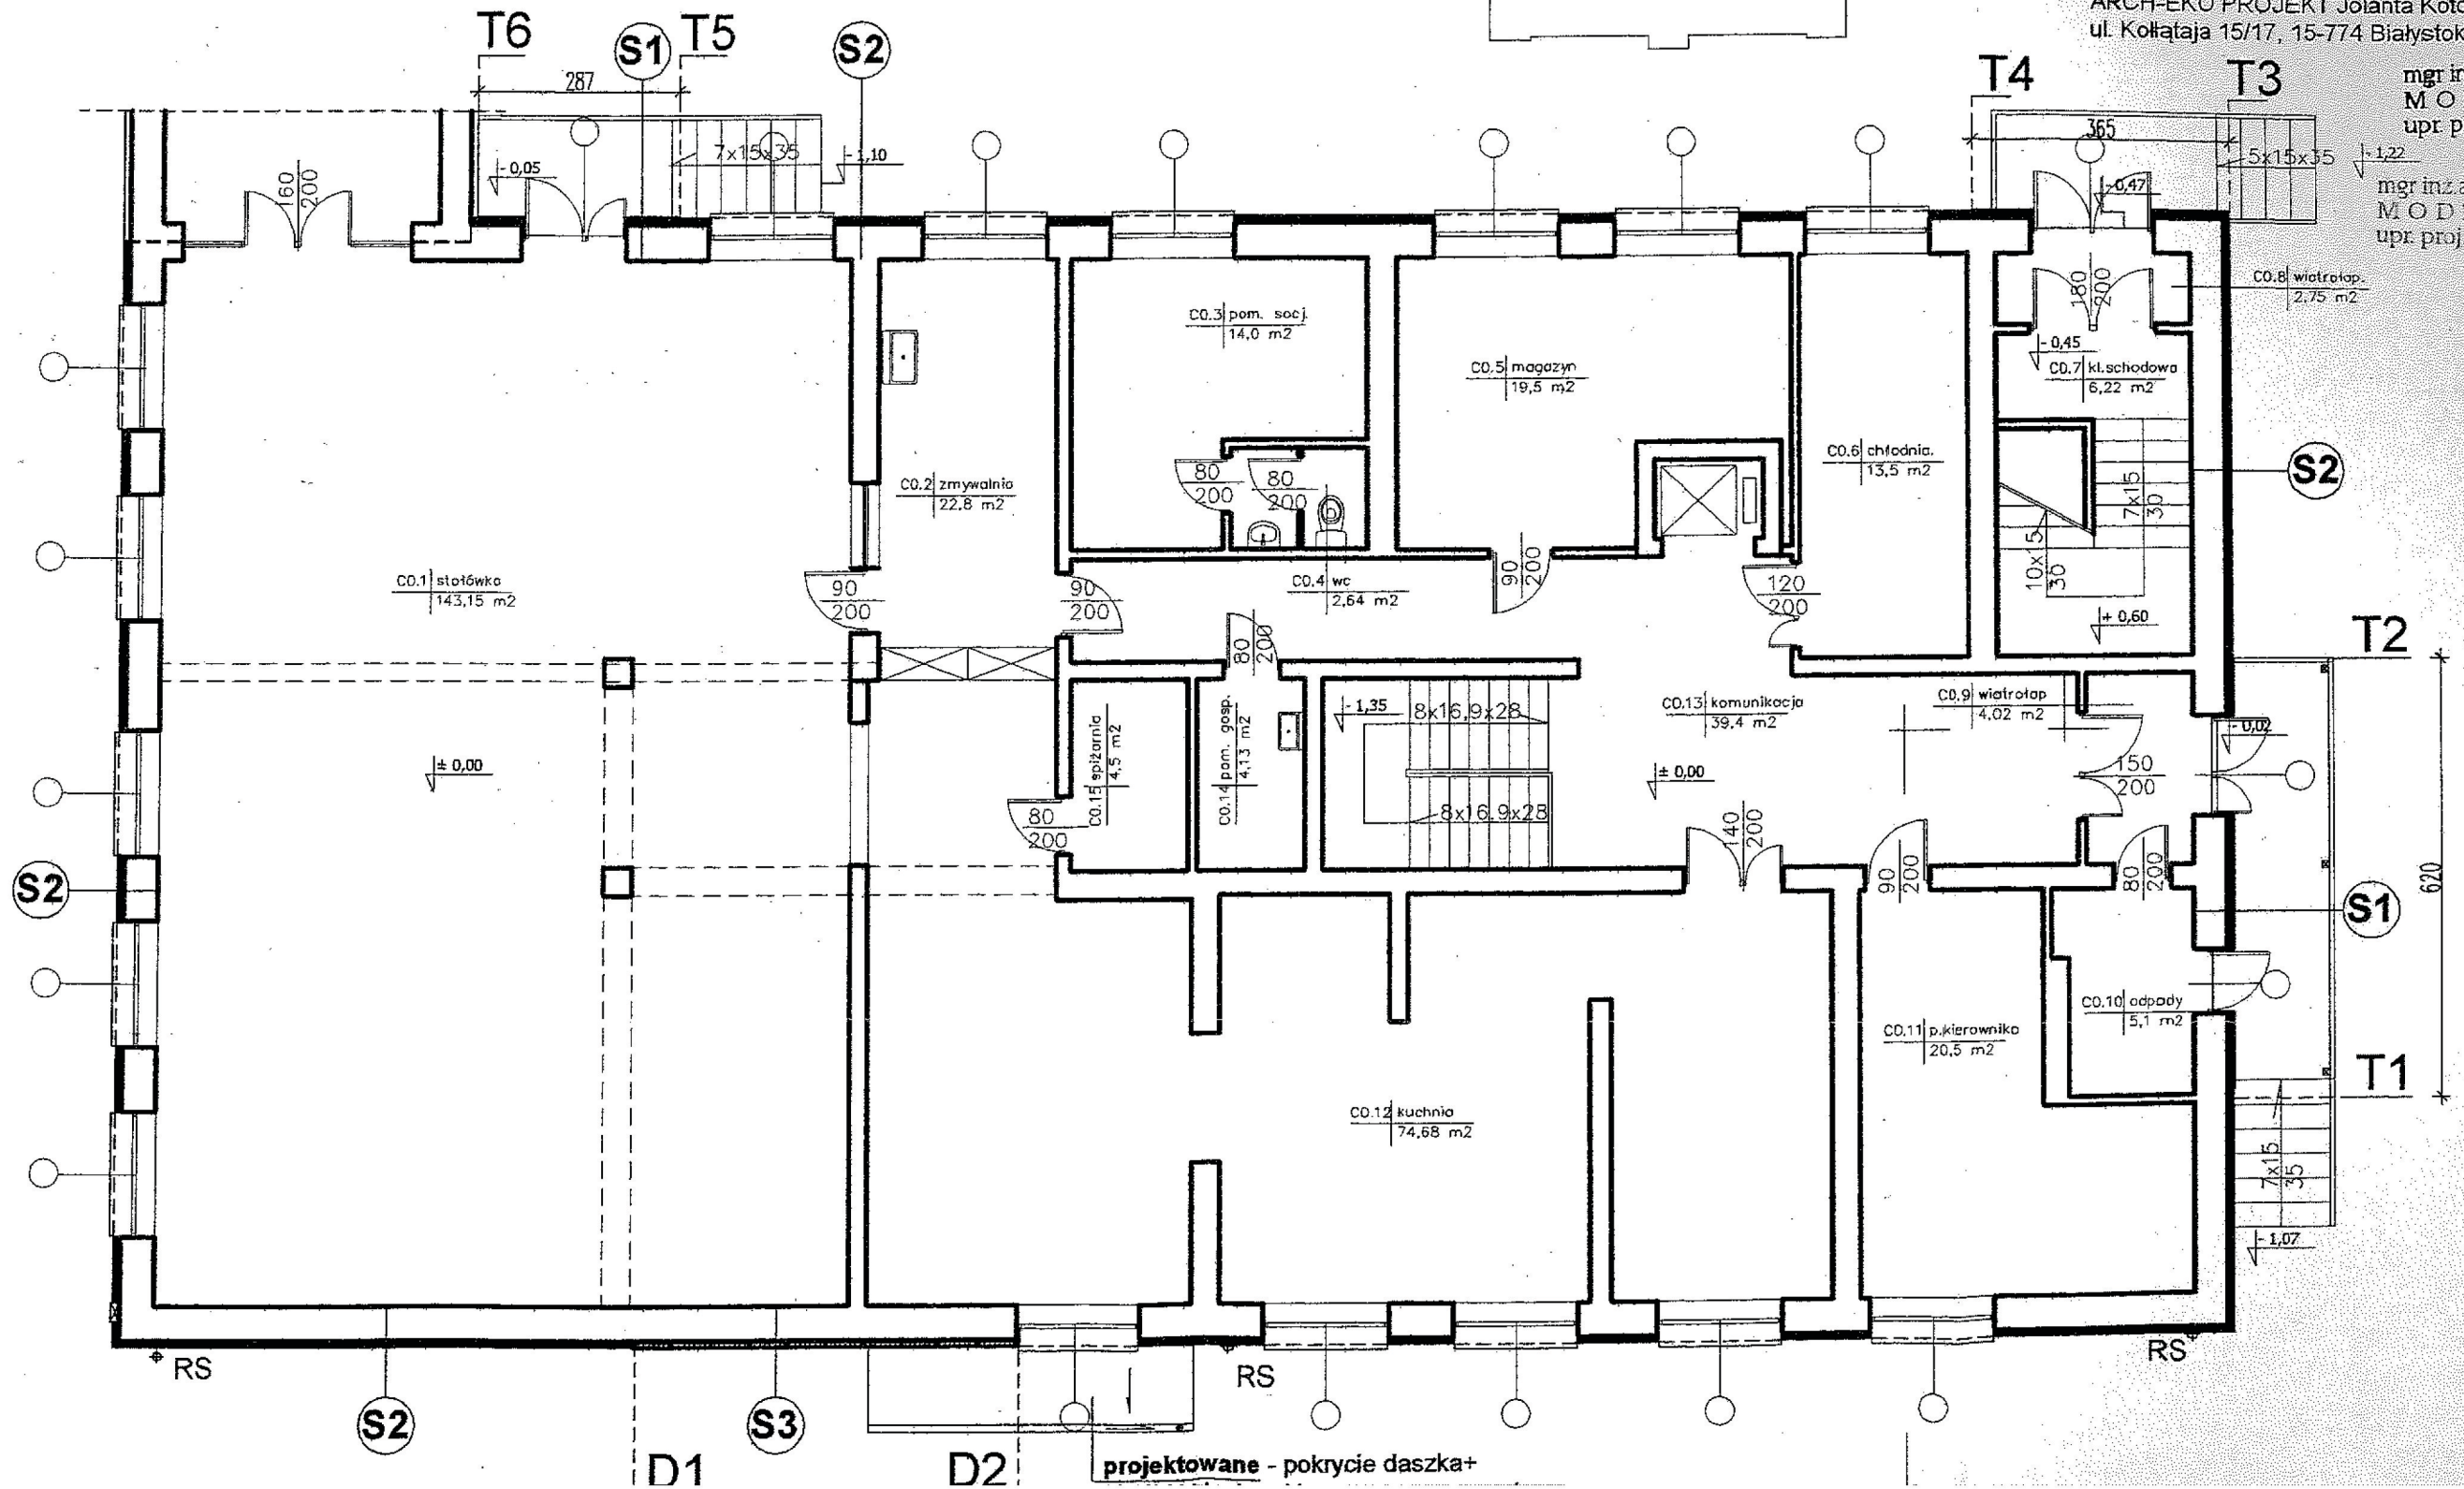 ARCH-EKO PROJEKT Jolanta
ul. Kołłątaja 15/17, 15-774 Białystok
mgr
M O
upr. p
mgr inż.
M O D
upr. proj
T6
S1
T5
S2
T4
T3
287
365
7x15x35
-1,10
-0,05
5x15x35
-1,22
-0,47
160
200
180
200
C0.8 wiatrołap.
2.75 m2
C0.3 pom. socj.
14,0 m2
C0.5 magazyn
19,5 m2
-0,45
C0.7 kl.schodowa
6,22 m2
C0.6 chłodnia.
13,5 m2
S2
C0.2 zmywalnia
22,8 m2
80
200
80
200
7x15
30
10x15
30
C0.1 stołówka
143,15 m2
90
200
90
200
C0.4 wc
2,64 m2
90
200
120
200
+ 0,60
T2
80
200
C0.15 spiżarnia
4,5 m2
C0.14 pom. gosp.
4,13 m2
-1,35
8x16,9x28
8x16.9x28
C0.13 komunikacja
39,4 m2
C0.9 wiatrołap
4,02 m2
-0,02
± 0,00
± 0,00
150
200
80
200
140
200
90
200
80
200
620
S2
S1
C0.10 odpady
5,1 m2
C0.11 p.kierownika
20,5 m2
T1
C0.12 kuchnia
74,68 m2
7x15
35
-1,07
RS
RS
RS
S2
S3
D1
D2
projektowane - pokrycie daszka+